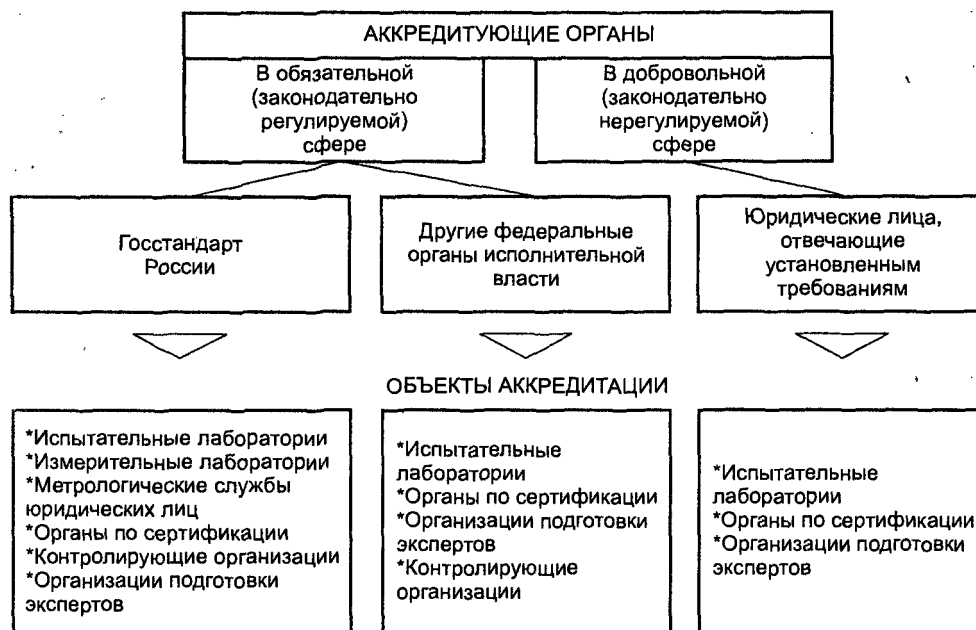 АККРЕДИТУЮЩИЕ ОРГАНЫ
В обязательной
(законодательно
регулируемой)
сфере
В добровольной
(законодательно
нерегулируемой)
сфере
Госстандарт
России
Другие федеральные
органы исполнительной
власти
Юридические лица,
отвечающие
установленным
требованиям
ОБЪЕКТЫ АККРЕДИТАЦИИ
*Испытательные лаборатории
*Измерительные лаборатории
*Метрологические службы
юридических лиц
*Органы по сертификации
*Контролирующие организации
*Организации подготовки
экспертов
*Испытательные
лаборатории
*Органы по сертификации
*Организации подготовки
экспертов
*Контролирующие
организации
*Испытательные
лаборатории
*Органы по сертификации
*Организации подготовки
экспертов